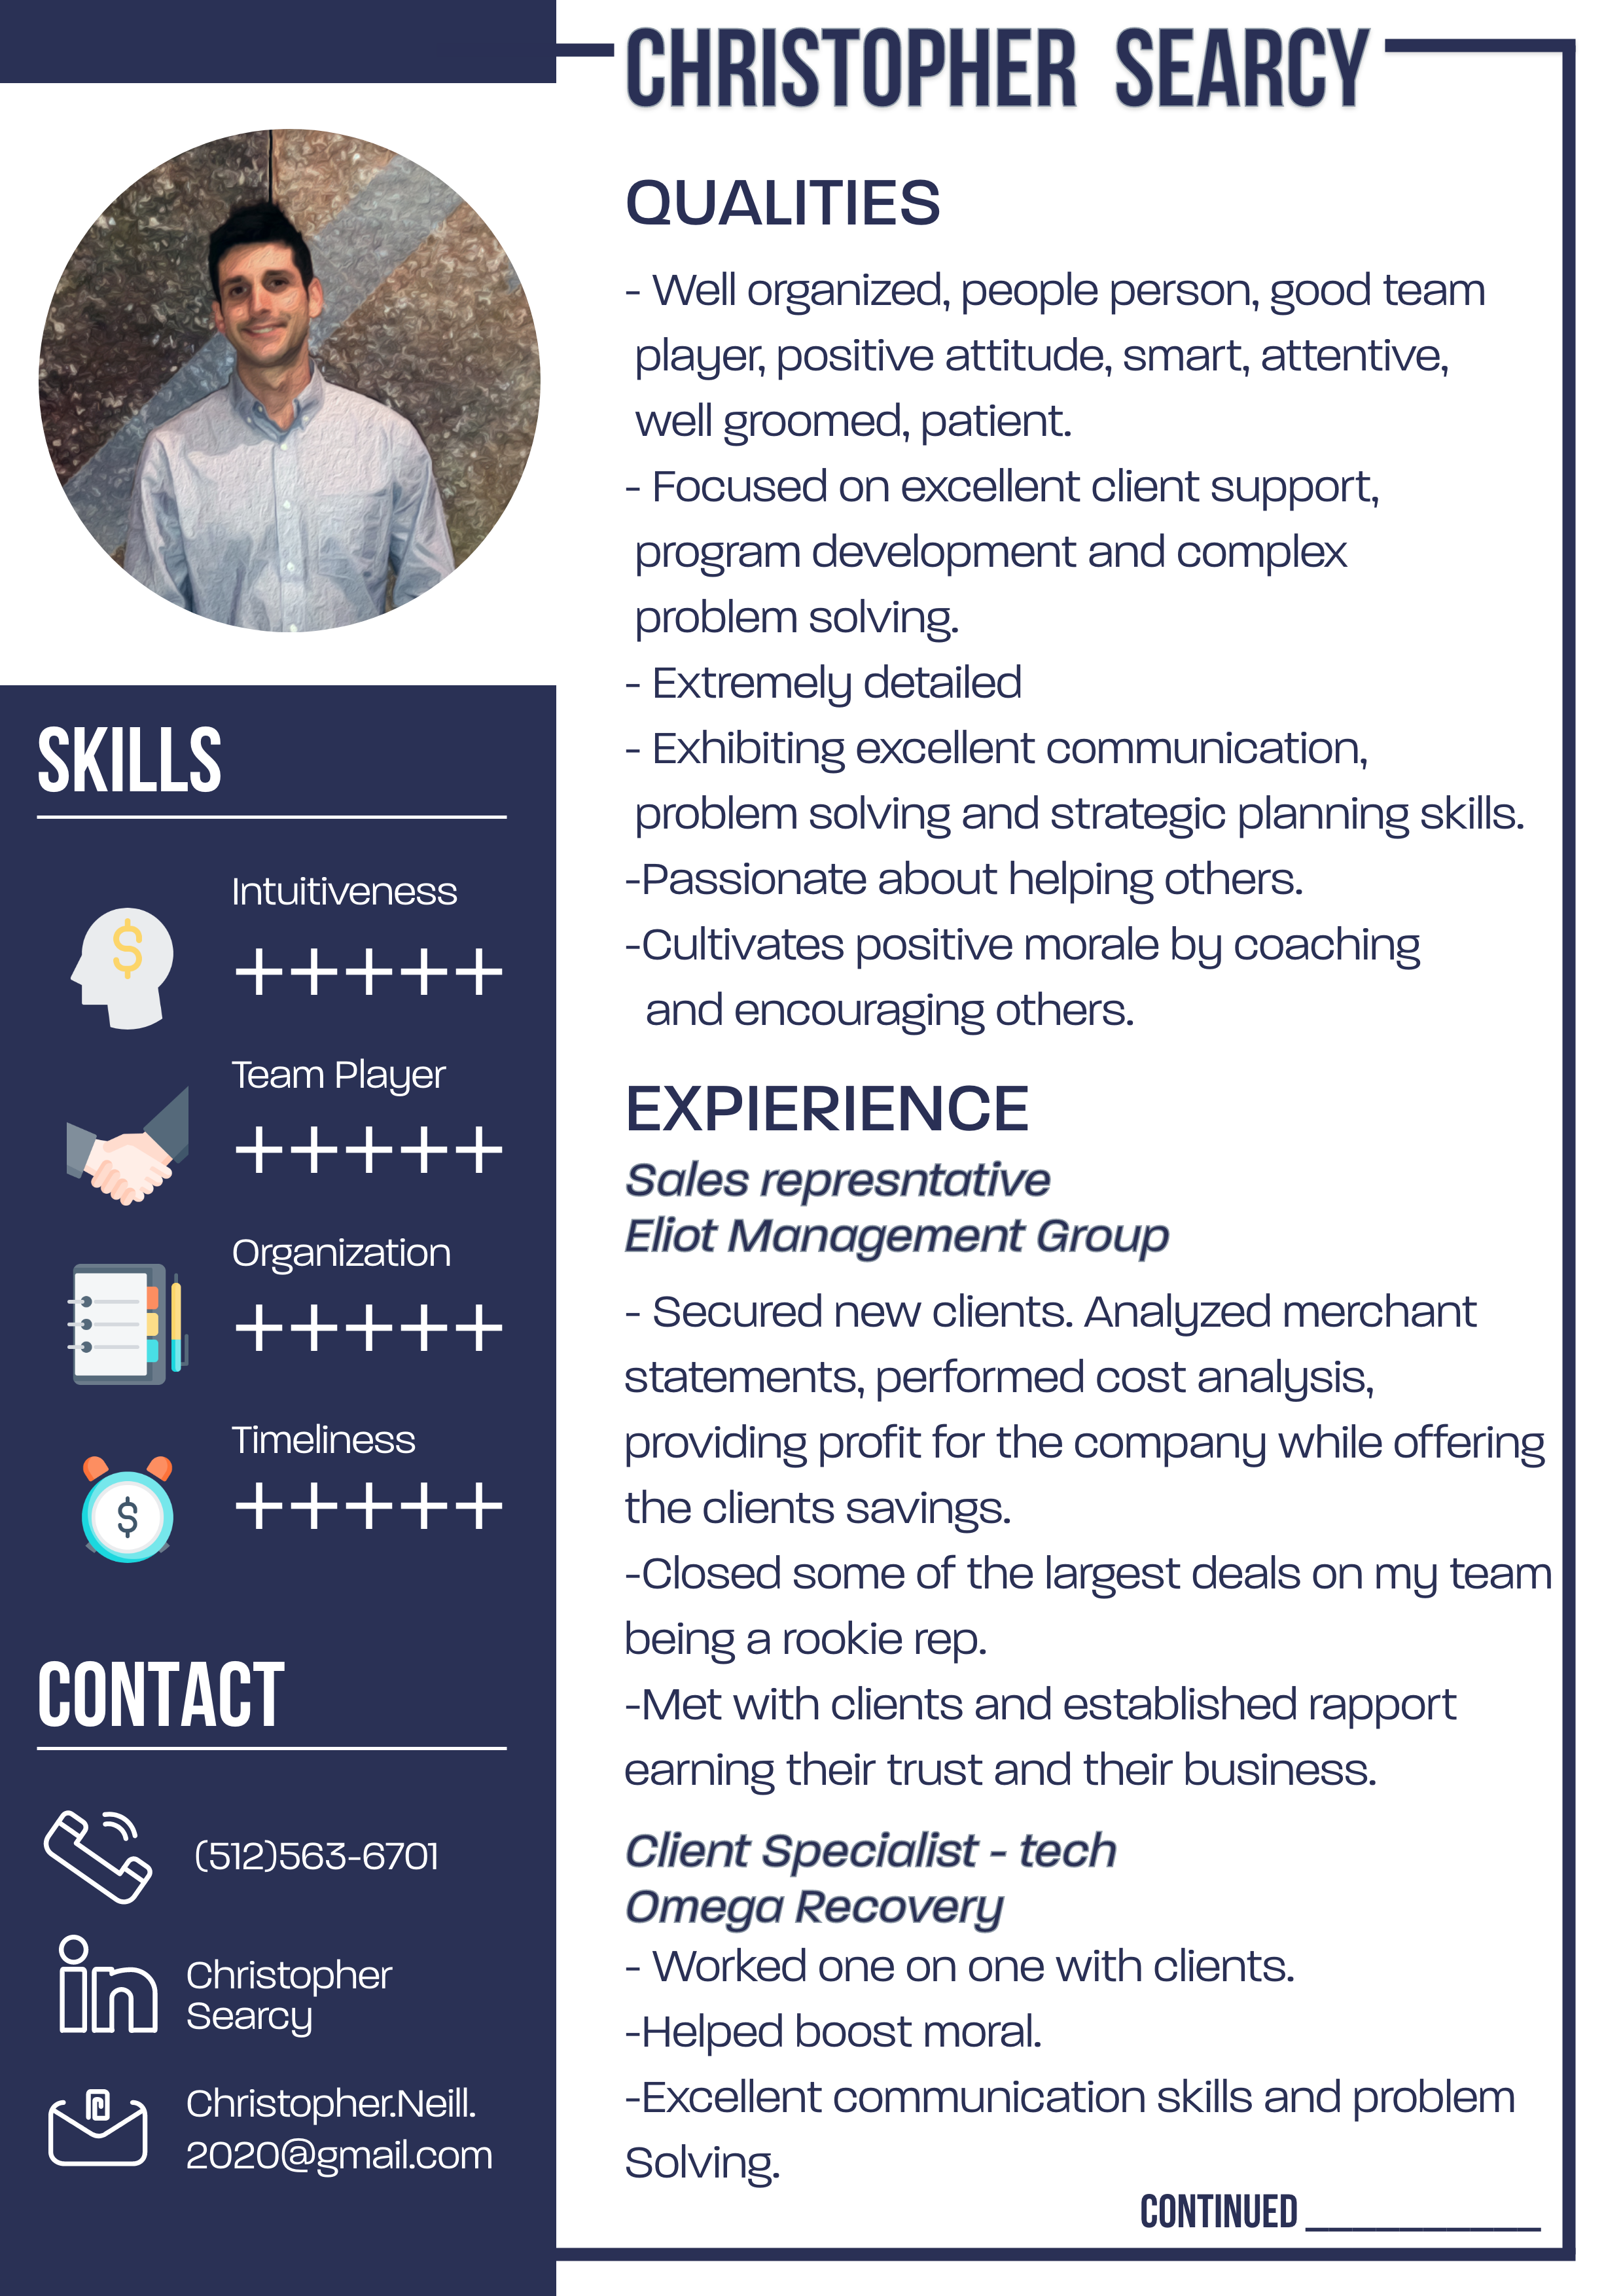 CHRISTOPHER SEARCY
QUALITIES
- Well organized, people person, good team
player, positive attitude, smart, attentive,
well groomed, patient.
- Focused on excellent client support,
program development and complex
problem solving.
- Extremely detailed
- Exhibiting excellent communication,
problem solving and strategic planning skills.
-Passionate about helping others.
-Cultivates positive morale by coaching
and encouraging others.
EXPIERIENCE
Sales represntative
Eliot Management Group
- Secured new clients. Analyzed merchant
statements, performed cost analysis,
providing profit for the company while offering
the clients savings.
-Closed some of the largest deals on my team
being a rookie rep.
-Met with clients and established rapport
earning their trust and their business.
Client Specialist - tech
Omega Recovery
- Worked one on one with clients.
-Helped boost moral.
-Excellent communication skills and problem
Solving.
CONTINUED __________
SKILLS
Intuitiveness
+++++
$
Team Player
+++++
Organization
+++++
Timeliness
+++++
$
CONTACT
(512)563-6701
in
Christopher
Searcy
Christopher.Neill.
2020@gmail.com